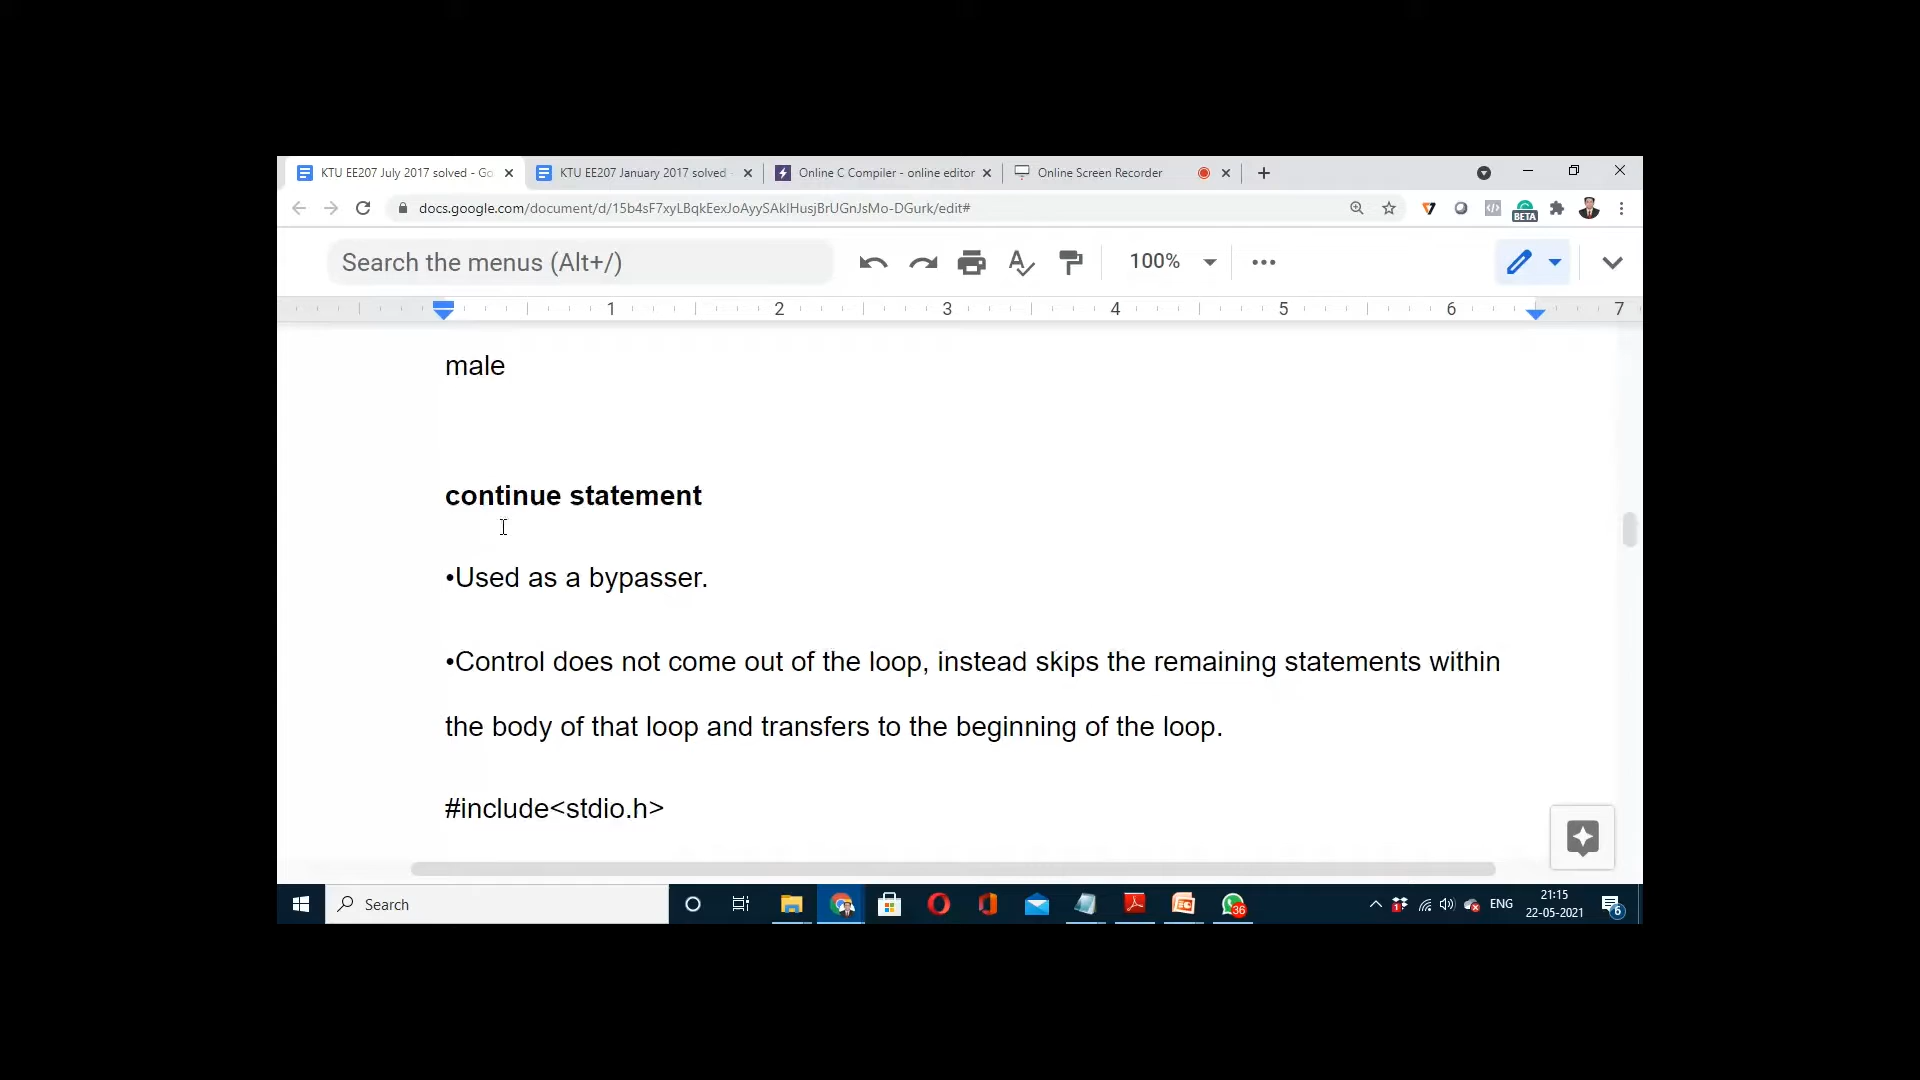 KTU EE207 July 2017 solved - Go
KTU EE207 January 2017 solved
Online C Compiler - online editor
Online Screen Recorder
docs.google.com/document/d/15b4sF7xyLBqkEexJoAyySAkIHusjBrUGnJsMo-DGurk/edit#
BETA
Search the menus (Alt+/)
100%
1 2 3 4 5 6 7
male
continue statement
•Used as a bypasser.
•Control does not come out of the loop, instead skips the remaining statements within
the body of that loop and transfers to the beginning of the loop.
#include<stdio.h>
Search
36
1
ENG
21:15
22-05-2021
6